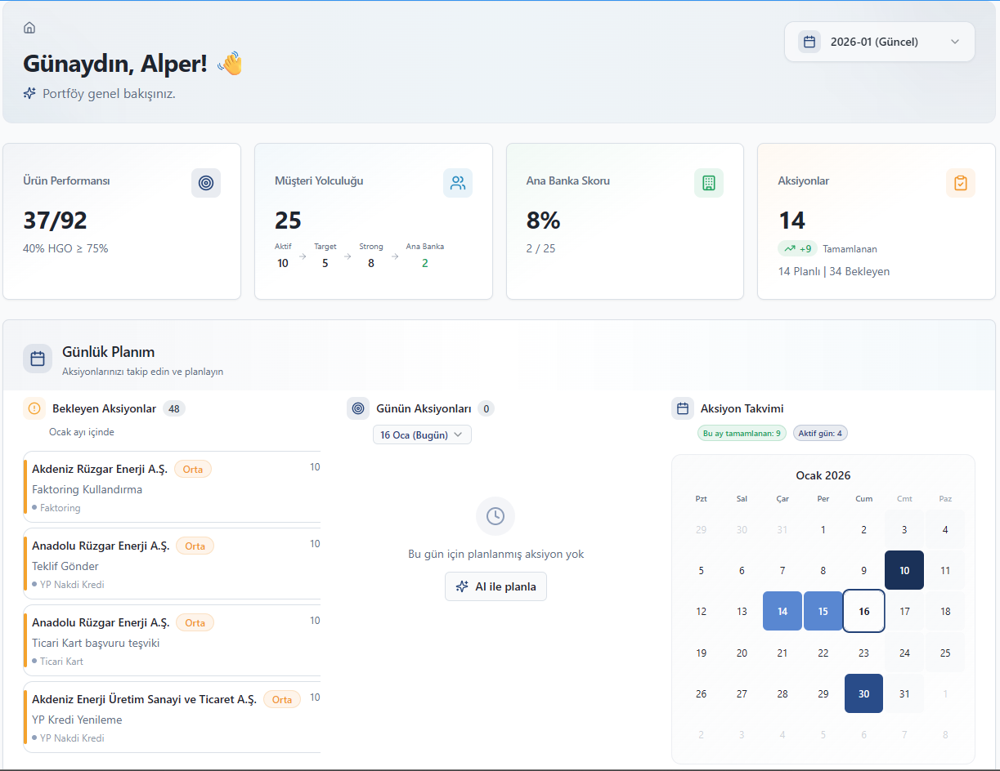 Günaydın, Alper! 👋
Portföy genel bakışınız.
2026-01 (Güncel)
Ürün Performansı
37/92
40% HGO ≥ 75%
Müşteri Yolculuğu
25
Aktif → Target → Strong → Ana Banka
10 5 8 2
Ana Banka Skoru
8%
2 / 25
Aksiyonlar
14
+9 Tamamlanan
14 Planlı | 34 Bekleyen
Günlük Planım
Aksiyonlarınızı takip edin ve planlayın
Bekleyen Aksiyonlar 48
Ocak ayı içinde
Akdeniz Rüzgar Enerji A.Ş. Orta 10
Faktoring Kullandırma
Faktoring
Anadolu Rüzgar Enerji A.Ş. Orta 10
Teklif Gönder
YP Nakdi Kredi
Anadolu Rüzgar Enerji A.Ş. Orta 10
Ticari Kart başvuru teşviki
Ticari Kart
Akdeniz Enerji Üretim Sanayi ve Ticaret A.Ş. Orta 10
YP Kredi Yenileme
YP Nakdi Kredi
Günün Aksiyonları 0
16 Oca (Bugün)
Bu gün için planlanmış aksiyon yok
AI ile planla
Aksiyon Takvimi
Bu ay tamamlanan: 9 Aktif gün: 4
Ocak 2026
Pzt Sal Çar Per Cum Cmt Paz
29 30 31 1 2 3 4
5 6 7 8 9 10 11
12 13 14 15 16 17 18
19 20 21 22 23 24 25
26 27 28 29 30 31 1
2 3 4 5 6 7 8